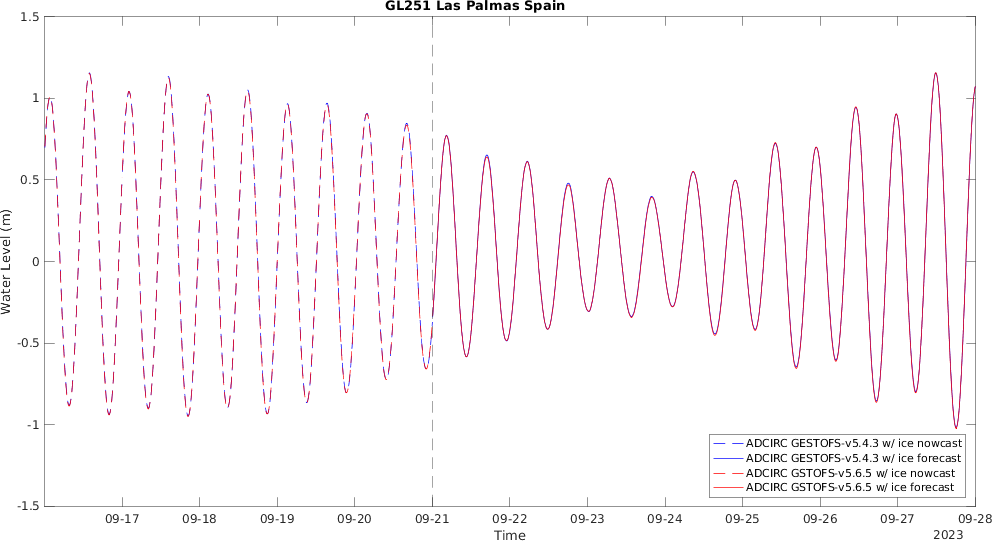 GL251 Las Palmas Spain
1.5
1
0.5
0
-0.5
-1
-1.5
Water Level (m)
09-17 09-18 09-19 09-20 09-21 09-22 09-23 09-24 09-25 09-26 09-27 09-28
Time
2023
ADCIRC GESTOFS-v5.4.3 w/ ice nowcast
ADCIRC GESTOFS-v5.4.3 w/ ice forecast
ADCIRC GSTOFS-v5.6.5 w/ ice nowcast
ADCIRC GSTOFS-v5.6.5 w/ ice forecast